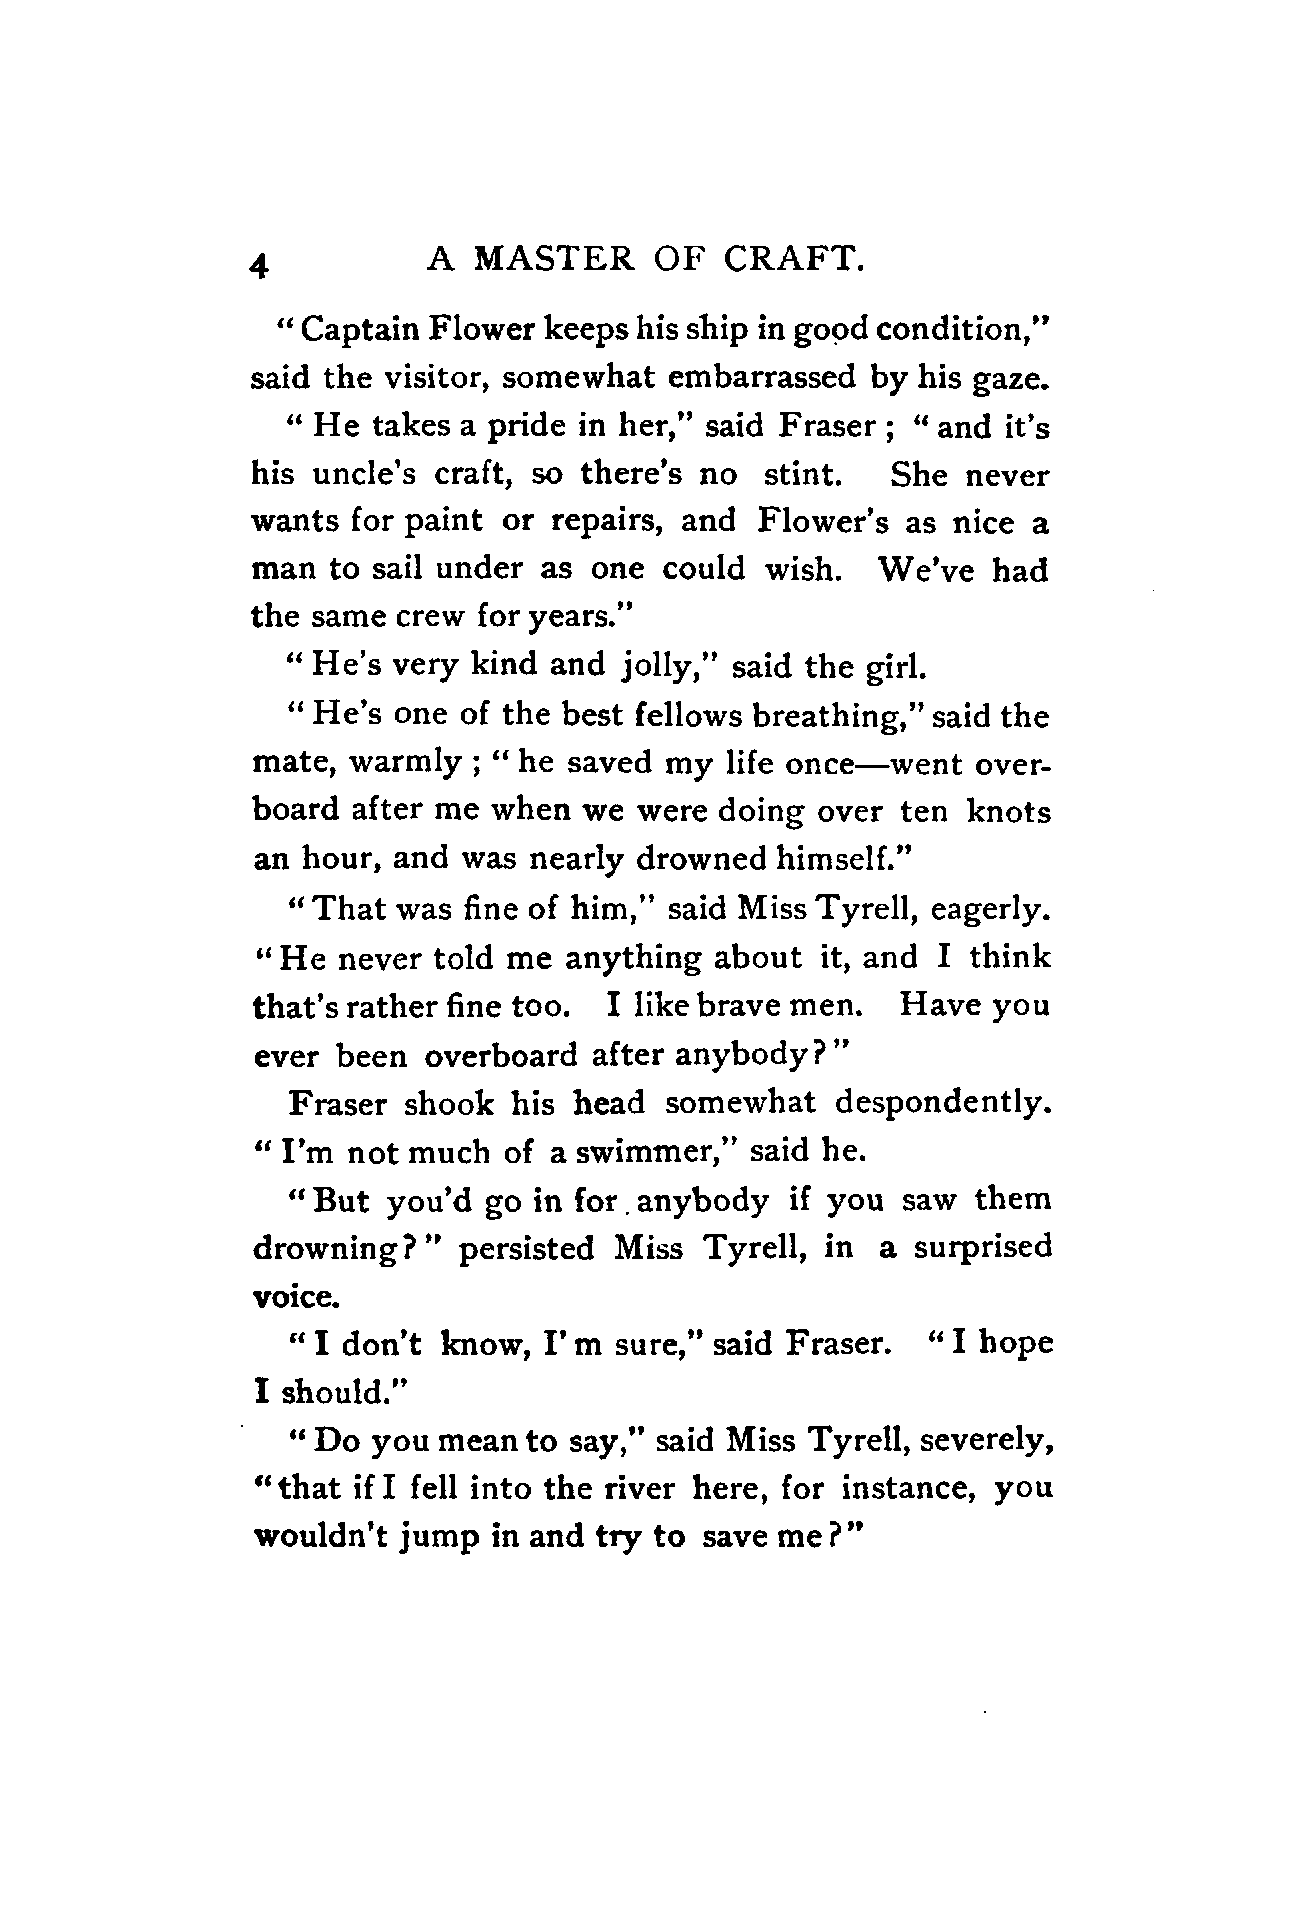 4 A MASTER OF CRAFT.
“Captain Flower keeps his ship in good condition,”
said the visitor, somewhat embarrassed by his gaze.
“He takes a pride in her,” said Fraser; “and it's
his uncle's craft, so there's no stint. She never
wants for paint or repairs, and Flower's as nice a
man to sail under as one could wish. We've had
the same crew for years.”
“He's very kind and jolly,” said the girl.
“He's one of the best fellows breathing,” said the
mate, warmly; “he saved my life once—went over-
board after me when we were doing over ten knots
an hour, and was nearly drowned himself.”
“That was fine of him,” said Miss Tyrell, eagerly.
“He never told me anything about it, and I think
that's rather fine too. I like brave men. Have you
ever been overboard after anybody?”
Fraser shook his head somewhat despondently.
“I'm not much of a swimmer,” said he.
“But you'd go in for anybody if you saw them
drowning?” persisted Miss Tyrell, in a surprised
voice.
“I don't know, I'm sure,” said Fraser. “I hope
I should.”
“Do you mean to say,” said Miss Tyrell, severely,
“that if I fell into the river here, for instance, you
wouldn't jump in and try to save me?”